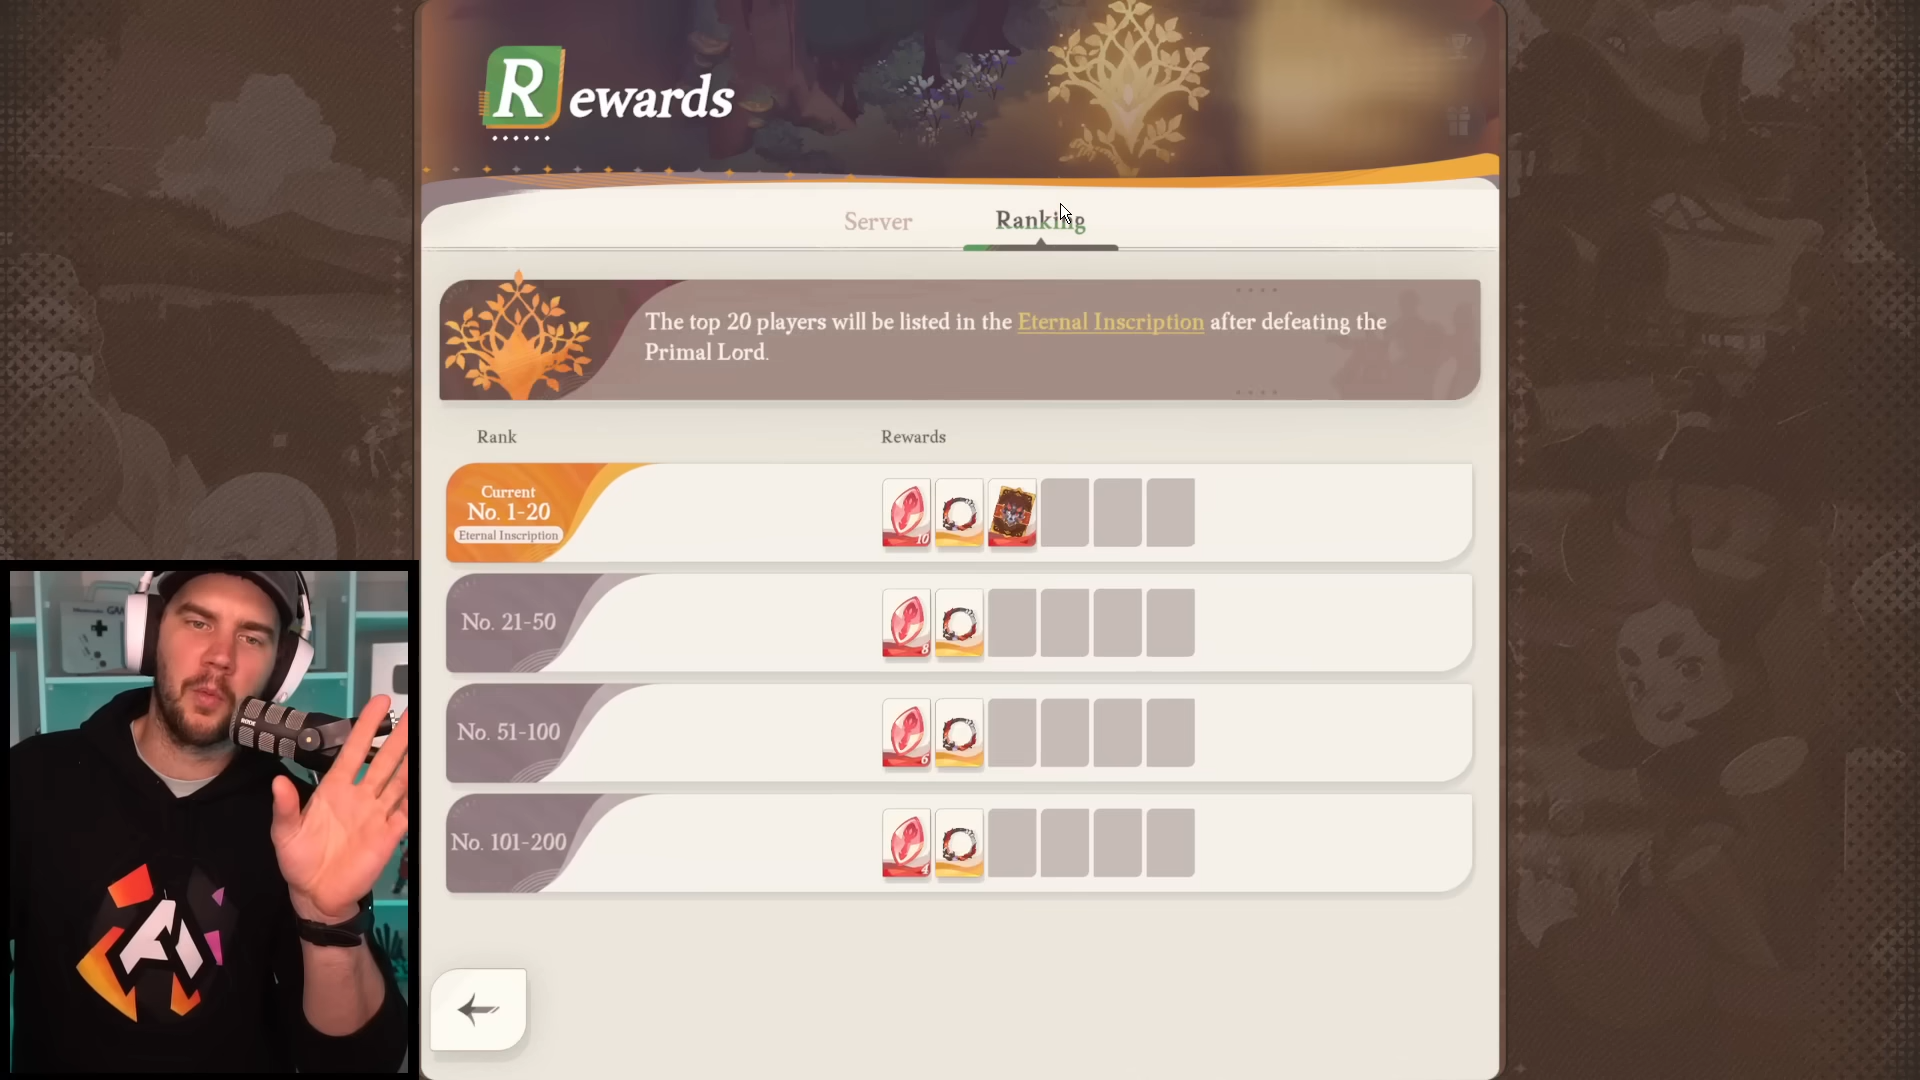 Rewards
Server
Ranking
The top 20 players will be listed in the Eternal Inscription after defeating the
Primal Lord.
Rank
Rewards
Current
No. 1-20
Eternal Inscription
10
No. 21-50
8
No. 51-100
6
No. 101-200
4
RODE